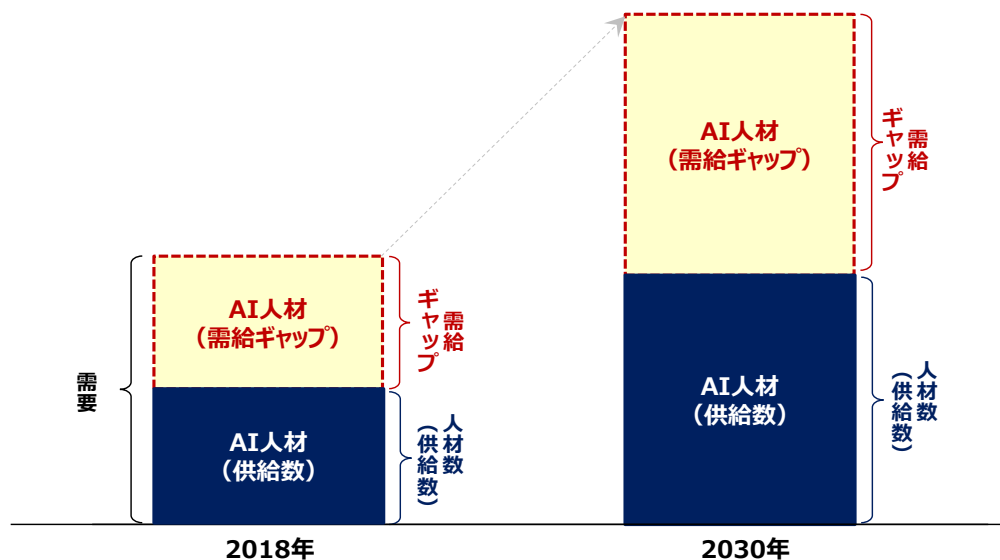 需要
AI人材
（需給ギャップ）
AI人材
（供給数）
需給
ギャップ
人材数
（供給数）
2018年
AI人材
（需給ギャップ）
AI人材
（供給数）
需給
ギャップ
人材数
（供給数）
2030年